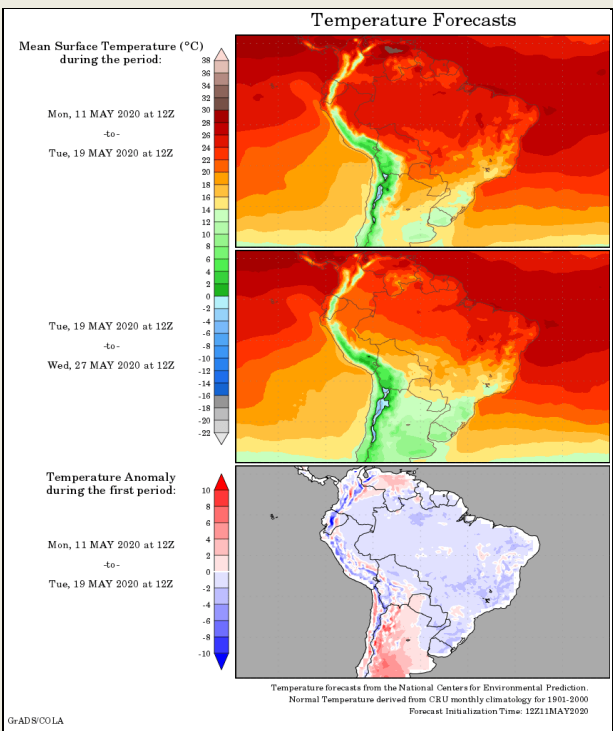 Temperature Forecasts
Mean Surface Temperature (°C)
during the period:
Mon, 11 MAY 2020 at 12Z
-to-
Tue, 19 MAY 2020 at 12Z
38
36
34
32
30
28
26
24
22
20
18
16
14
12
10
8
6
4
2
0
-2
-4
-6
-8
-10
-12
-14
-16
-18
-20
-22
Tue, 19 MAY 2020 at 12Z
-to-
Wed, 27 MAY 2020 at 12Z
Temperature Anomaly
during the first period:
Mon, 11 MAY 2020 at 12Z
-to-
Tue, 19 MAY 2020 at 12Z
10
8
6
4
2
0
-2
-4
-6
-8
-10
Temperature forecasts from the National Centers for Environmental Prediction.
Normal Temperature derived from CRU monthly climatology for 1901-2000
Forecast Initialization Time: 12Z11MAY2020
GrADS/COLA